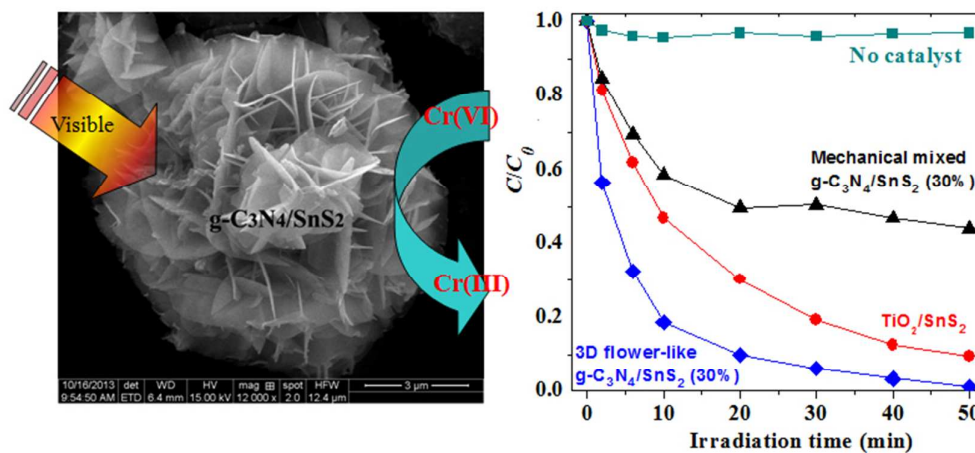 Visible
Cr(VI)
g-C3N4/SnS2
Cr(III)
10/16/2013 det WD HV mag ⊞ spot HFW
9:54:50 AM ETD 6.4 mm 15.00 kV 12 000 x 2.0 12.4 µm
3 µm
C/C0
1.0
0.8
0.6
0.4
0.2
0.0
No catalyst
Mechanical mixed
g-C3N4/SnS2 (30%)
TiO2/SnS2
3D flower-like
g-C3N4/SnS2 (30%)
0 10 20 30 40 50
Irradiation time (min)